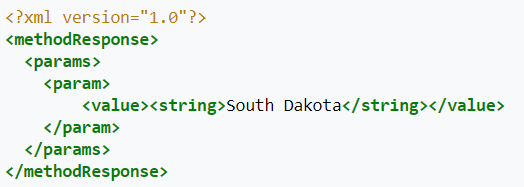 <?xml version="1.0"?>
<methodResponse>
  <params>
    <param>
        <value><string>South Dakota</string></value>
    </param>
  </params>
</methodResponse>